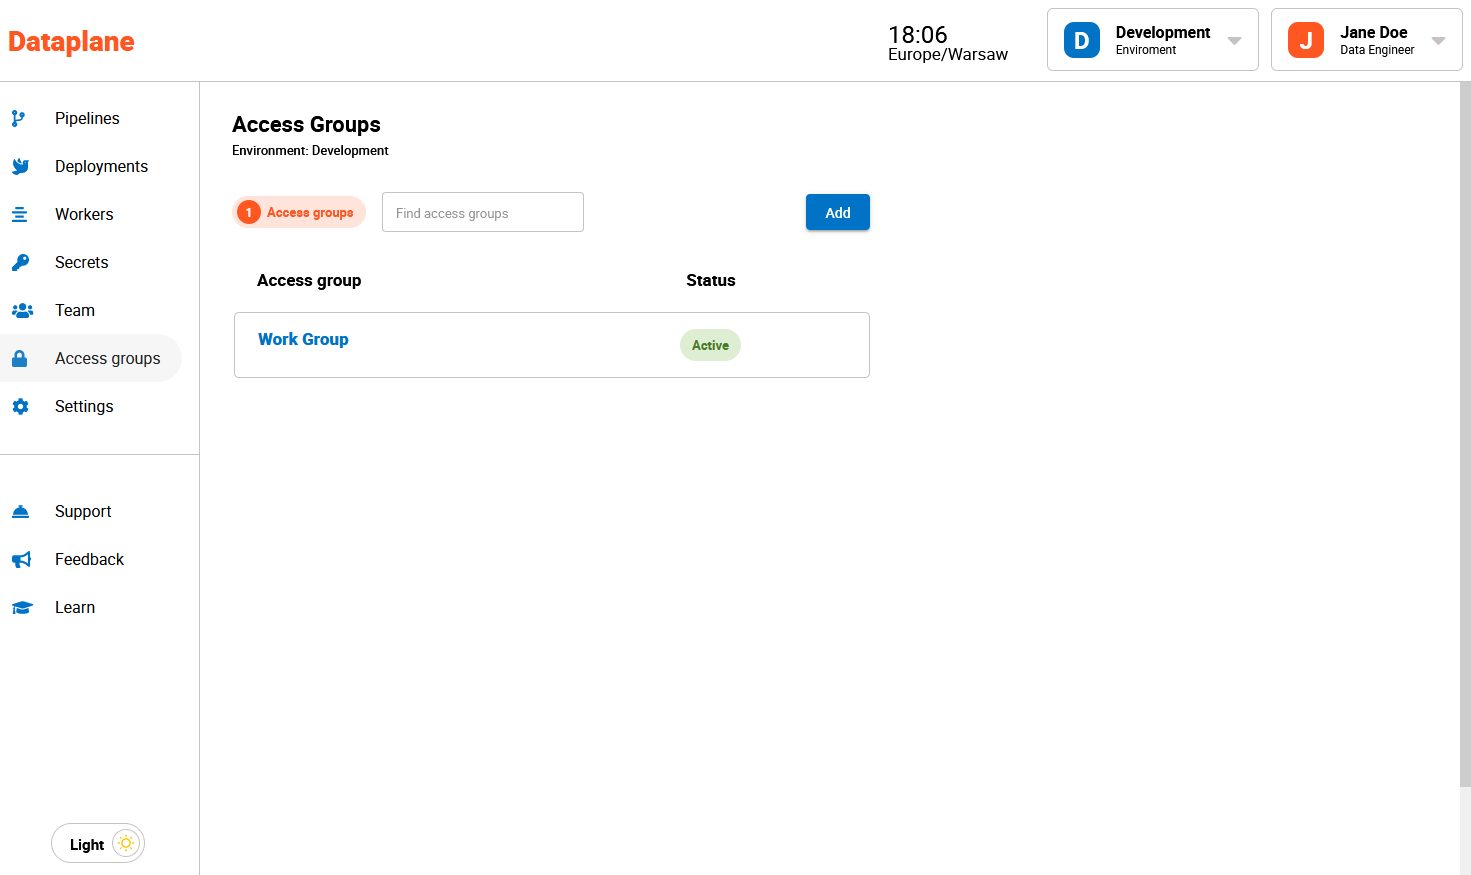 Dataplane
18:06
Europe/Warsaw
D
Development
Enviroment
J
Jane Doe
Data Engineer
Pipelines
Deployments
Workers
Secrets
Team
Access groups
Settings
Support
Feedback
Learn
Light
Access Groups
Environment: Development
1 Access groups
Find access groups
Add
Access group Status
Work Group Active